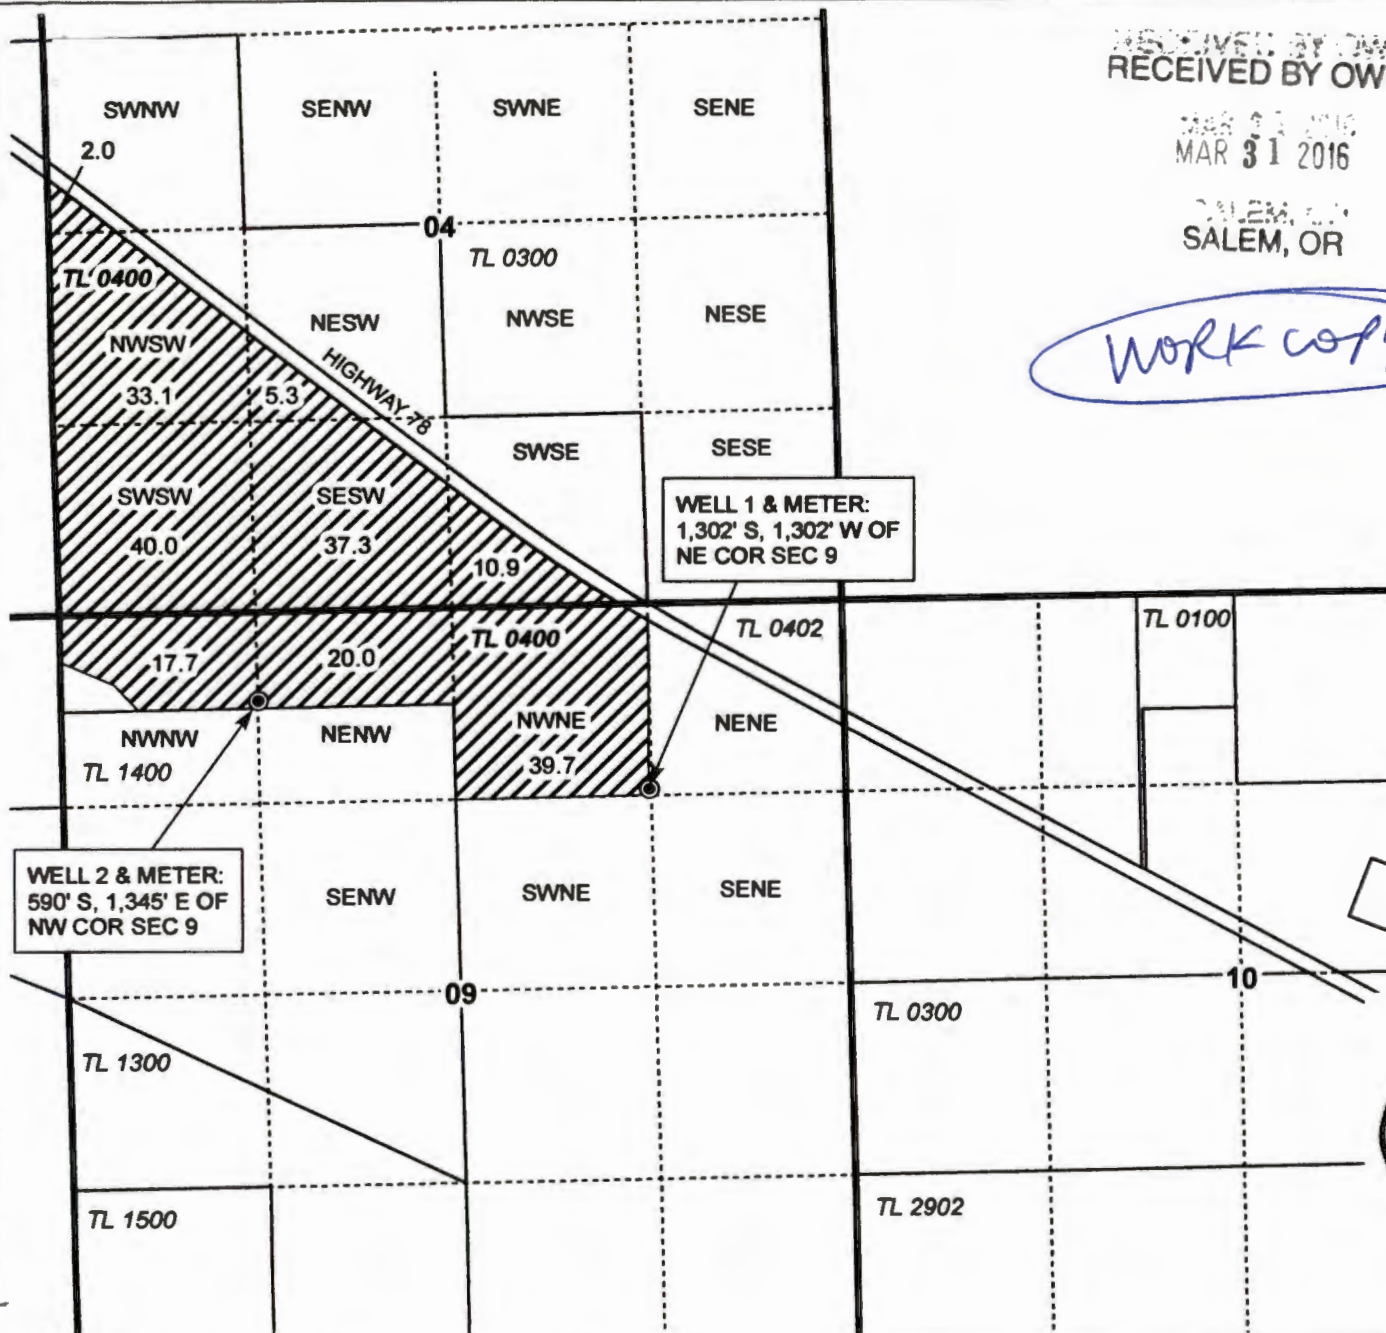 RECEIVED BY OW
RECEIVED BY OW
MAR 31 2016
SALEM, OR
WORK COP
SWNW SENW SWNE SENE
2.0
04
TL 0300
TL 0400
NESW NWSE NESE
NWSW
33.1 5.3
HIGHWAY 78
SWSE SESE
SWSW SESW
40.0 37.3 10.9
WELL 1 & METER:
1,302' S, 1,302' W OF
NE COR SEC 9
TL 0400 TL 0402 TL 0100
17.7 20.0
NWNW NENW NWNE NENE
39.7
TL 1400
WELL 2 & METER:
590' S, 1,345' E OF
NW COR SEC 9
SENW SWNE SENE
09 10
TL 0300
TL 1300
TL 1500 TL 2902